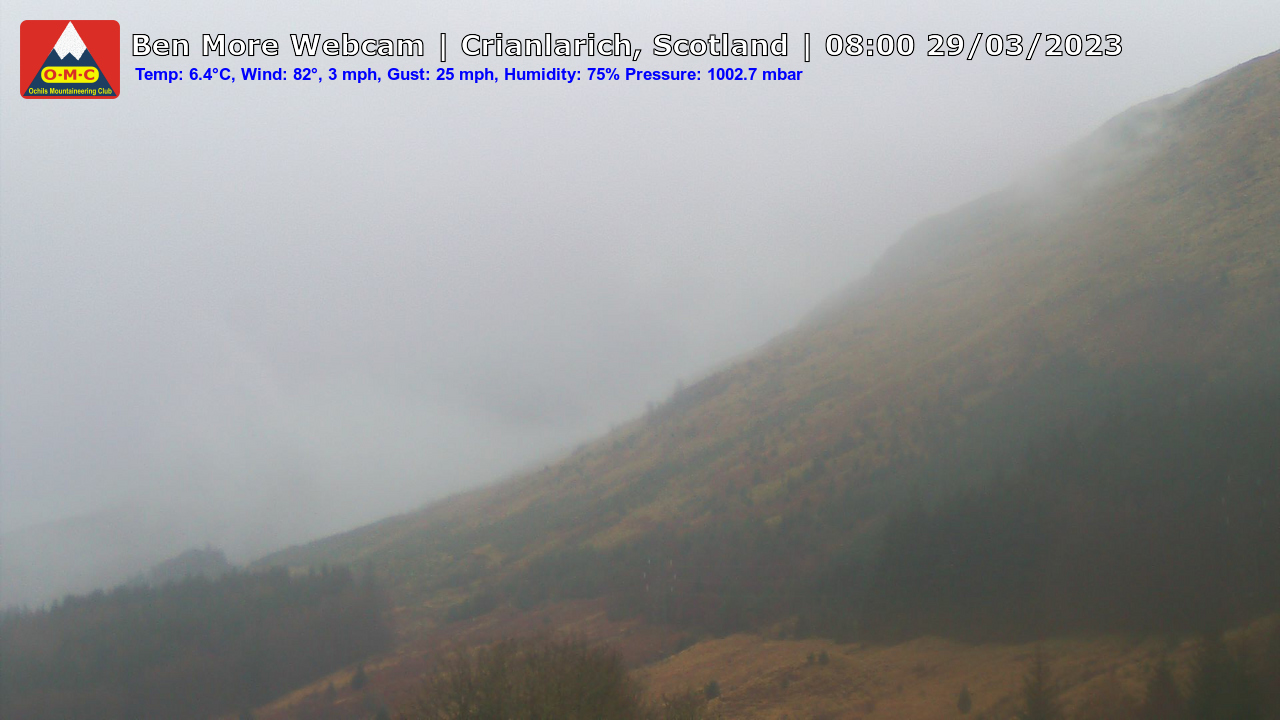 Ben More Webcam | Crianlarich, Scotland | 08:00 29/03/2023
Temp: 6.4°C, Wind: 82°, 3 mph, Gust: 25 mph, Humidity: 75% Pressure: 1002.7 mbar
O·M·C
Ochils Mountaineering Club